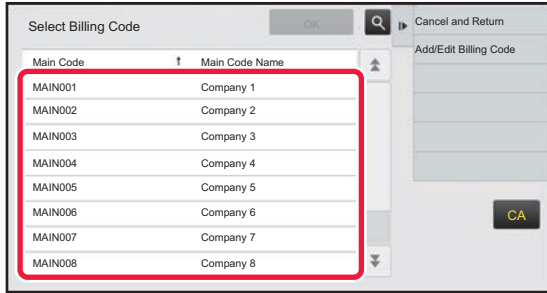 Select Billing Code
OK
Cancel and Return
Add/Edit Billing Code
Main Code ↑ Main Code Name
MAIN001 Company 1
MAIN002 Company 2
MAIN003 Company 3
MAIN004 Company 4
MAIN005 Company 5
MAIN006 Company 6
MAIN007 Company 7
MAIN008 Company 8
CA